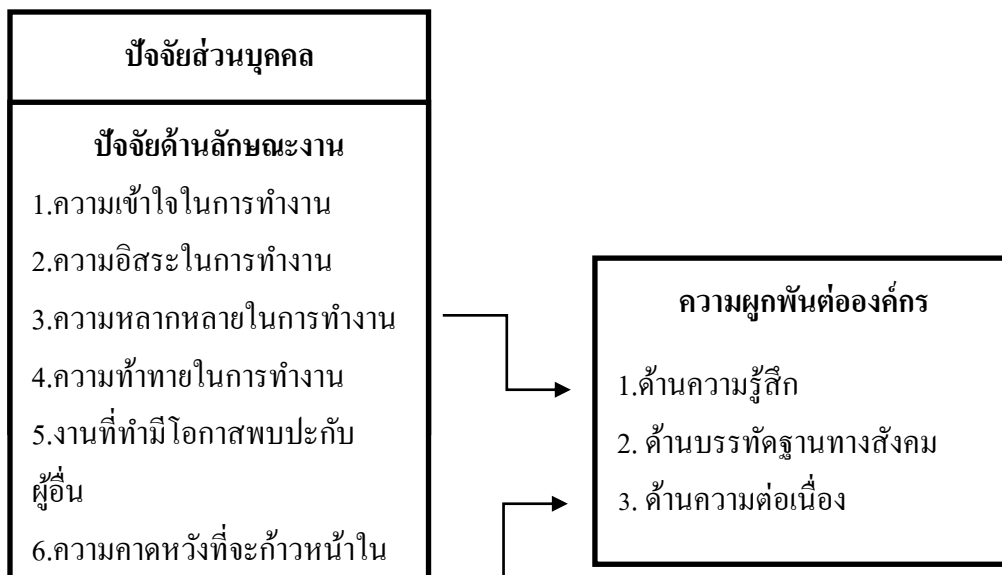 ปัจจัยส่วนบุคคล
ปัจจัยด้านลักษณะงาน
1.ความเข้าใจในการทำงาน
2.ความอิสระในการทำงาน
3.ความหลากหลายในการทำงาน
4.ความท้าทายในการทำงาน
5.งานที่ทำมีโอกาสพบปะกับ
ผู้อื่น
6.ความคาดหวังที่จะก้าวหน้าใน
ความผูกพันต่อองค์กร
1.ด้านความรู้สึก
2. ด้านบรรทัดฐานทางสังคม
3. ด้านความต่อเนื่อง